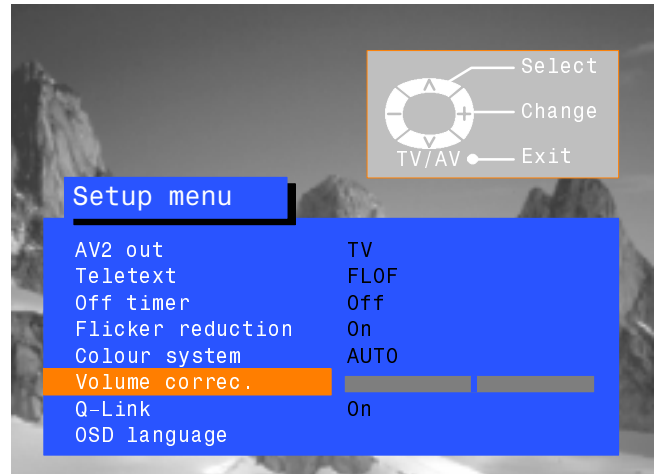 Select
Change
TV/AV Exit
Setup menu
AV2 out TV
Teletext FLOF
Off timer Off
Flicker reduction On
Colour system AUTO
Volume correc.
Q-Link On
OSD language